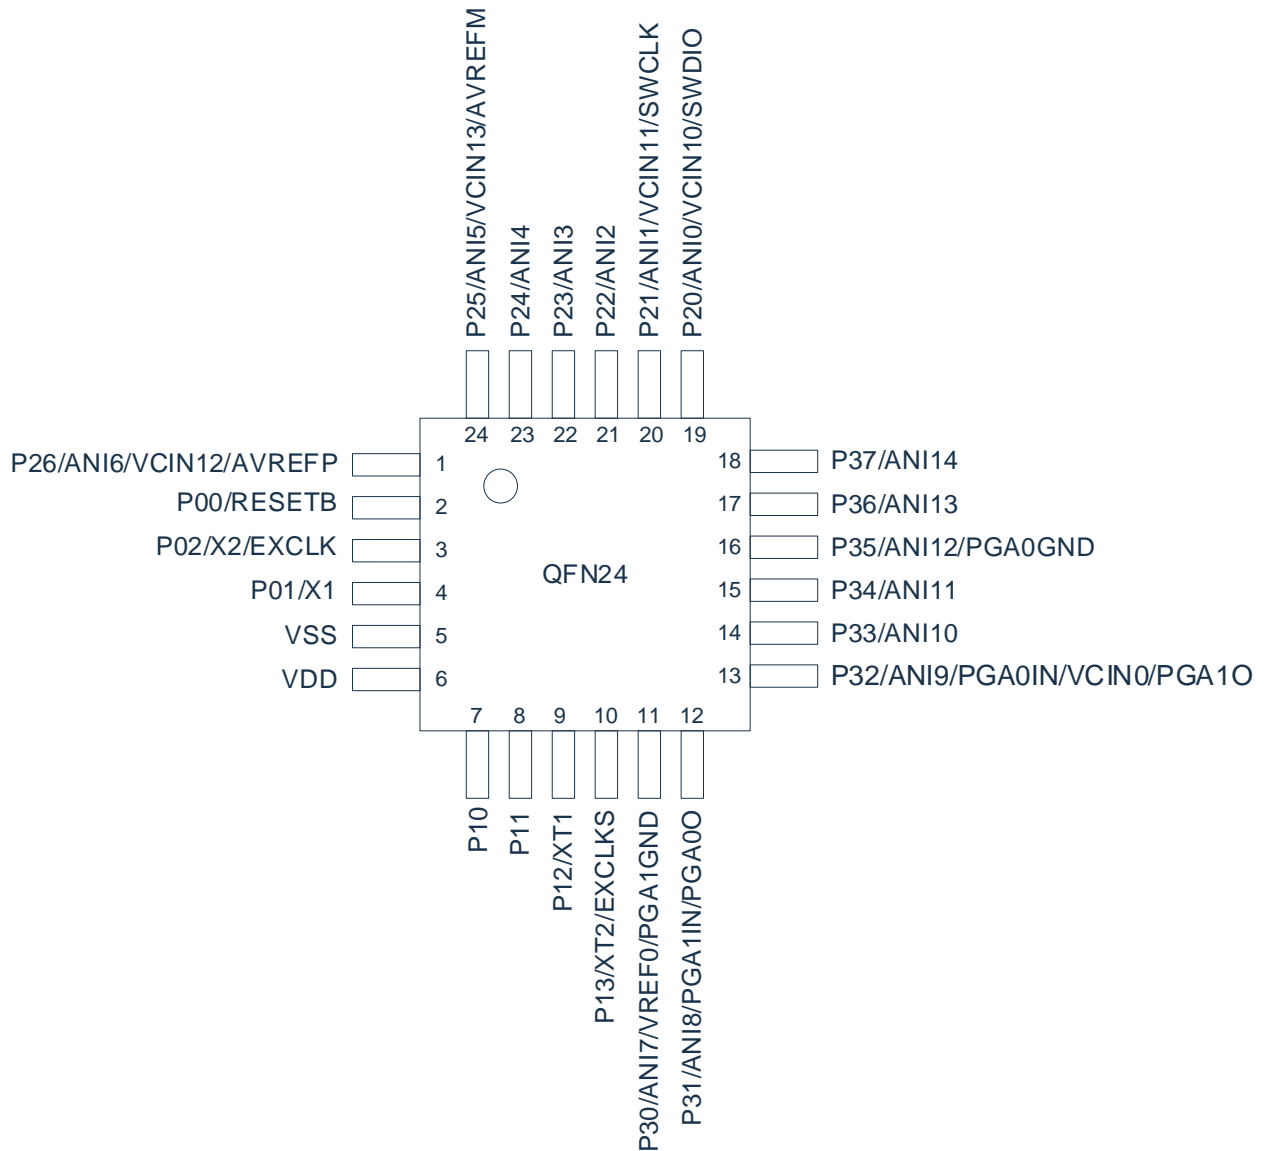 P25/ANI5/VCIN13/AVREFM
P24/ANI4
P23/ANI3
P22/ANI2
P21/ANI1/VCIN11/SWCLK
P20/ANI0/VCIN10/SWDIO
24 23 22 21 20 19
P26/ANI6/VCIN12/AVREFP 1
P00/RESETB 2
P02/X2/EXCLK 3
P01/X1 4
VSS 5
VDD 6
QFN24
18 P37/ANI14
17 P36/ANI13
16 P35/ANI12/PGA0GND
15 P34/ANI11
14 P33/ANI10
13 P32/ANI9/PGA0IN/VCIN0/PGA1O
7 8 9 10 11 12
P10
P11
P12/XT1
P13/XT2/EXCLKS
P30/ANI7/VREF0/PGA1GND
P31/ANI8/PGA1IN/PGA0O